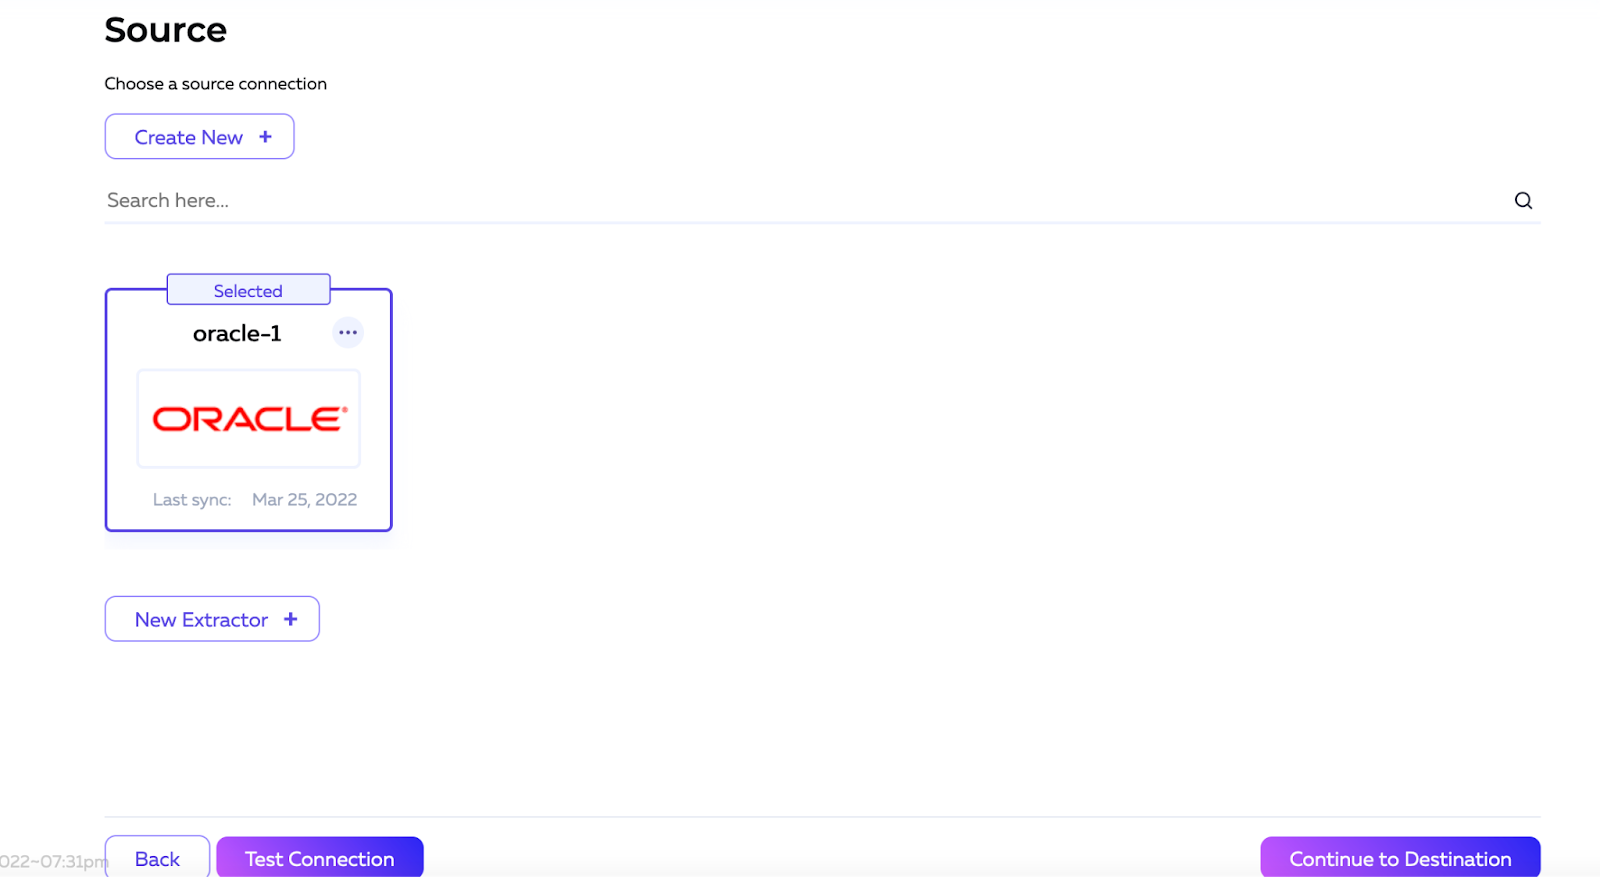 Source
Choose a source connection
Create New +
Search here...
Selected
oracle-1
ORACLE®
Last sync: Mar 25, 2022
New Extractor +
022~07:31pm Back Test Connection Continue to Destination